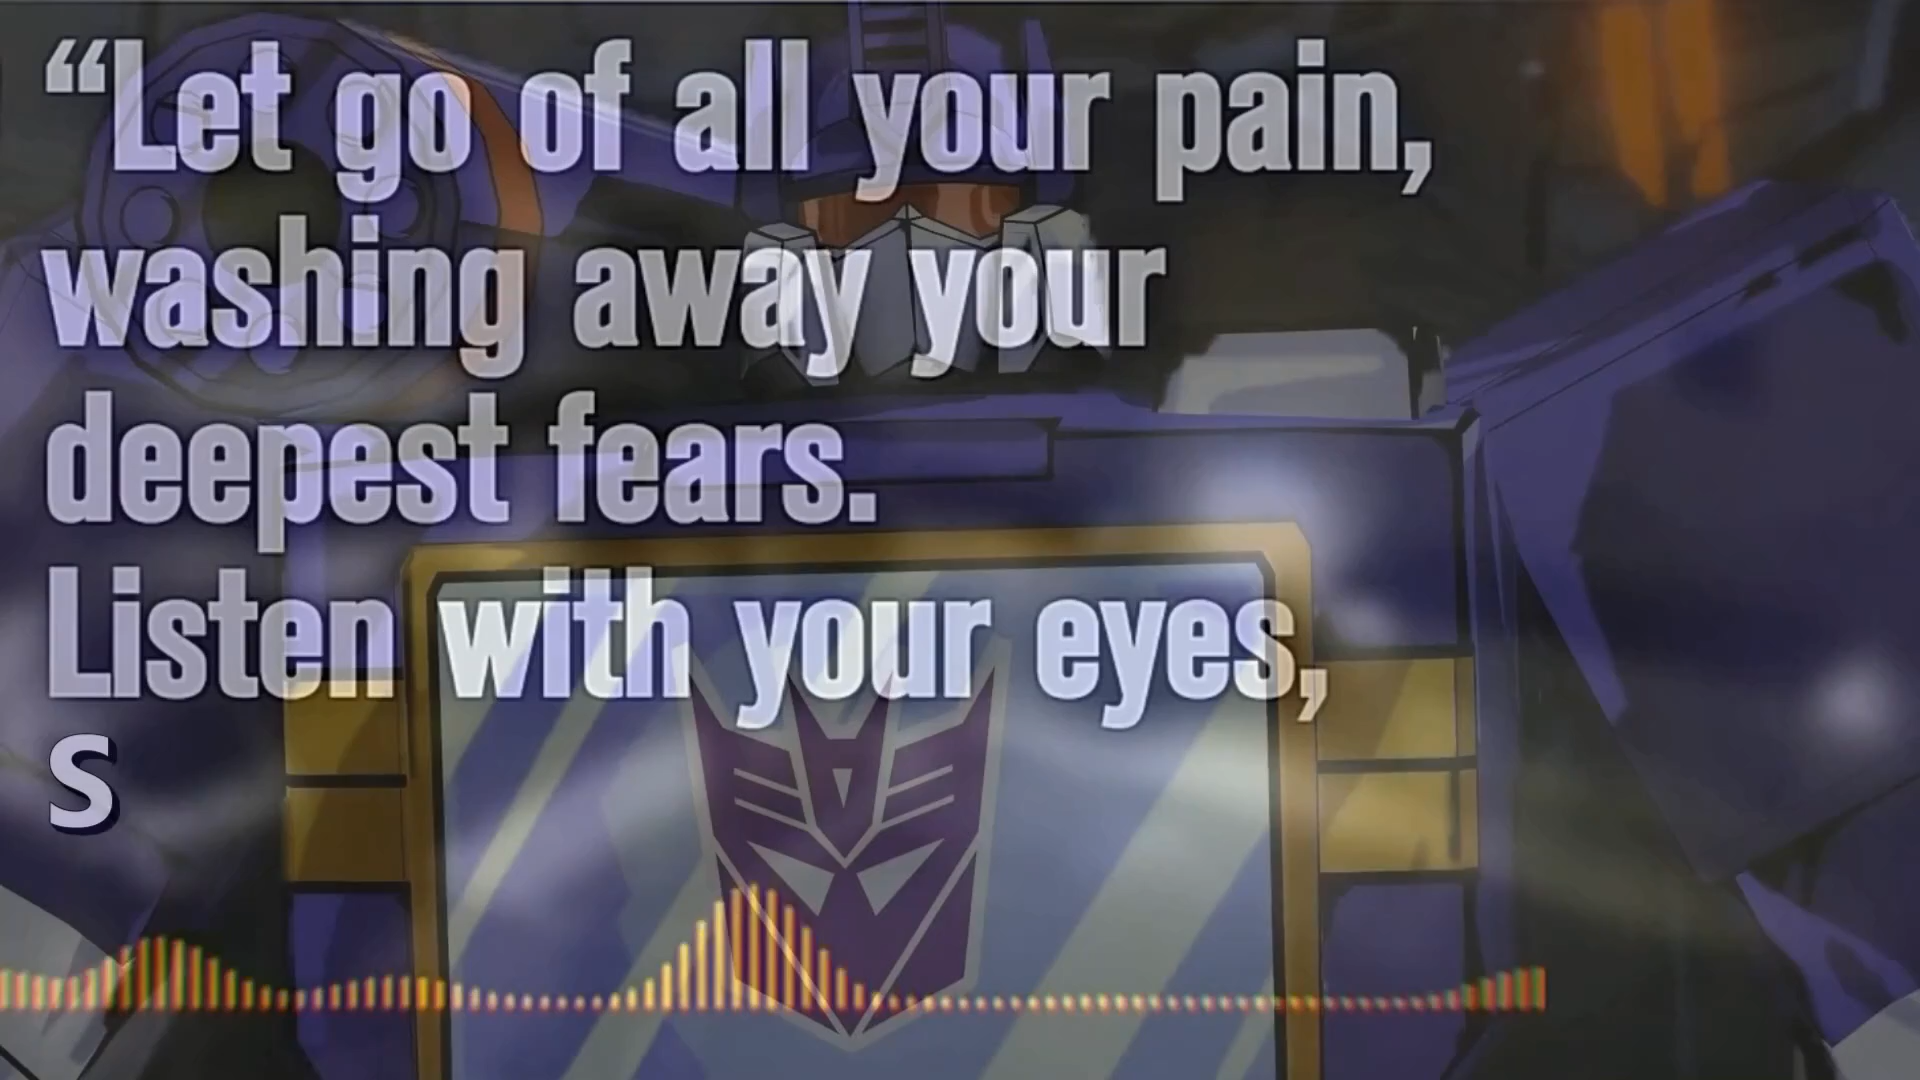 “Let go of all your pain,
washing away your
deepest fears.
Listen with your eyes,
S